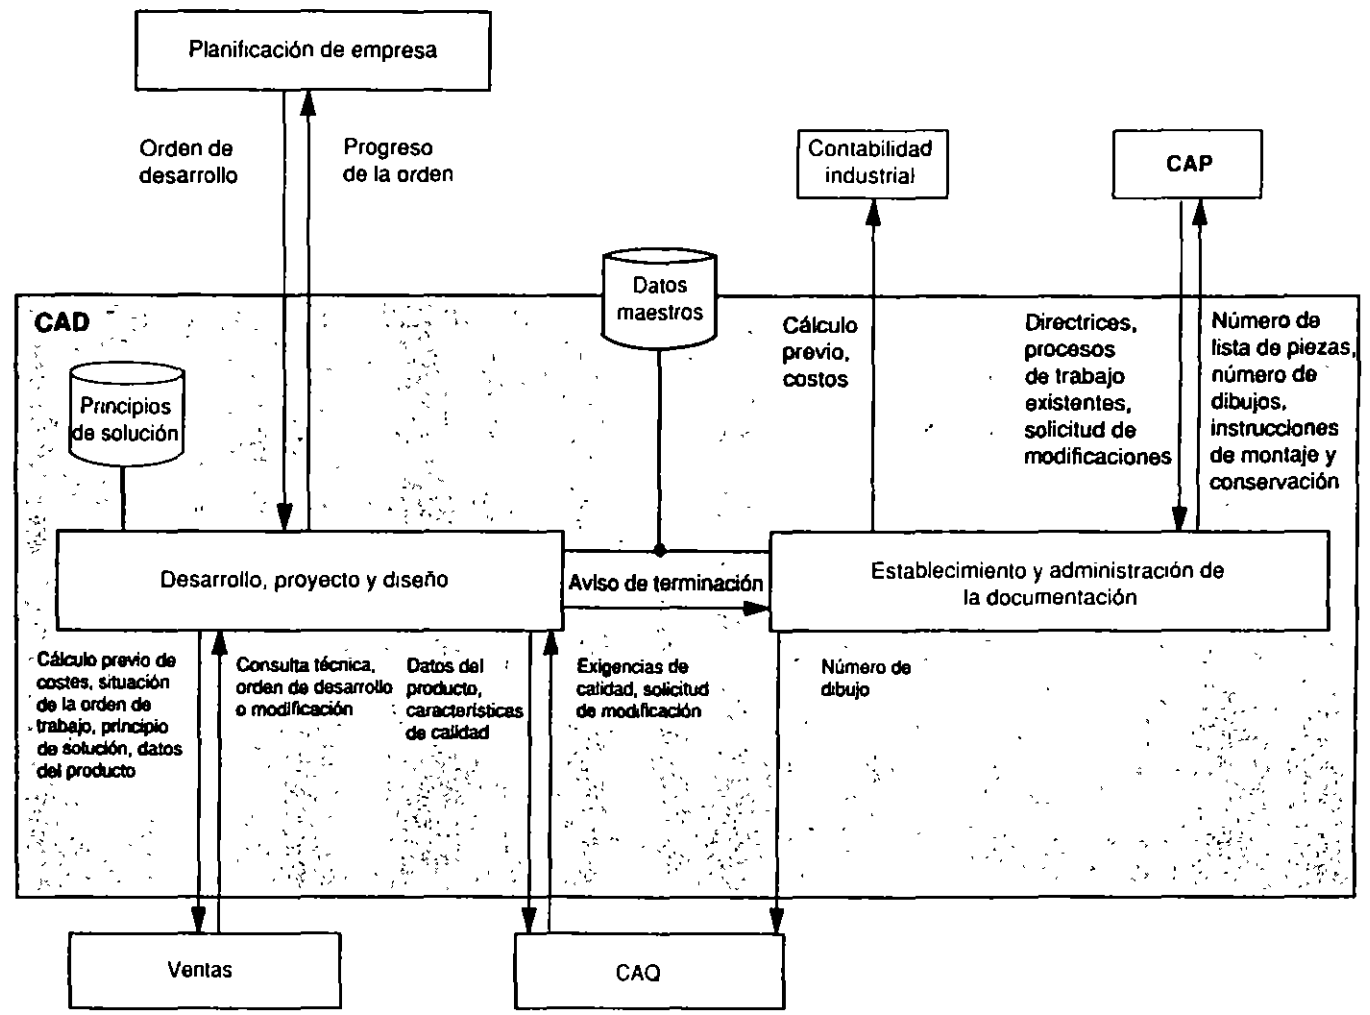 Planificación de empresa
Orden de
desarrollo
Progreso
de la orden
Contabilidad
industrial
CAP
Datos
maestros
CAD
Principios
de solución
Cálculo
previo,
costos
Directrices,
procesos
de trabajo
existentes,
solicitud de
modificaciones
Número de
lista de piezas,
número de
dibujos,
instrucciones
de montaje y
conservación
Desarrollo, proyecto y diseño
Aviso de terminación
Establecimiento y administración de
la documentación
Cálculo previo de
costes, situación
de la orden de
trabajo, principio
de solución, datos
del producto
Consulta técnica,
orden de desarrollo
o modificación
Datos del
producto,
características
de calidad
Exigencias de
calidad, solicitud
de modificación
Número de
dibujo
Ventas
CAQ